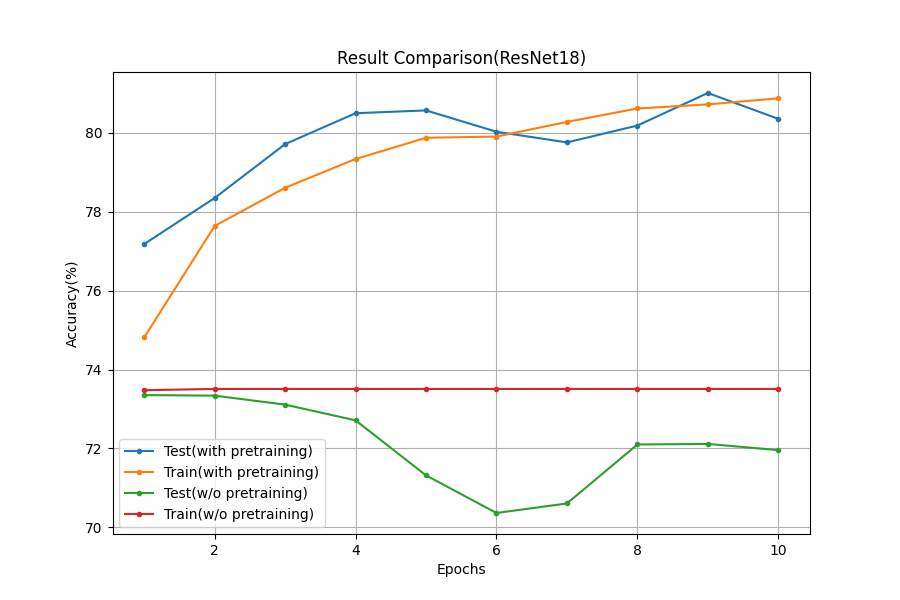 Result Comparison(ResNet18)
Accuracy(%)
80
78
76
74
72
70
Test(with pretraining)
Train(with pretraining)
Test(w/o pretraining)
Train(w/o pretraining)
2 4 6 8 10
Epochs